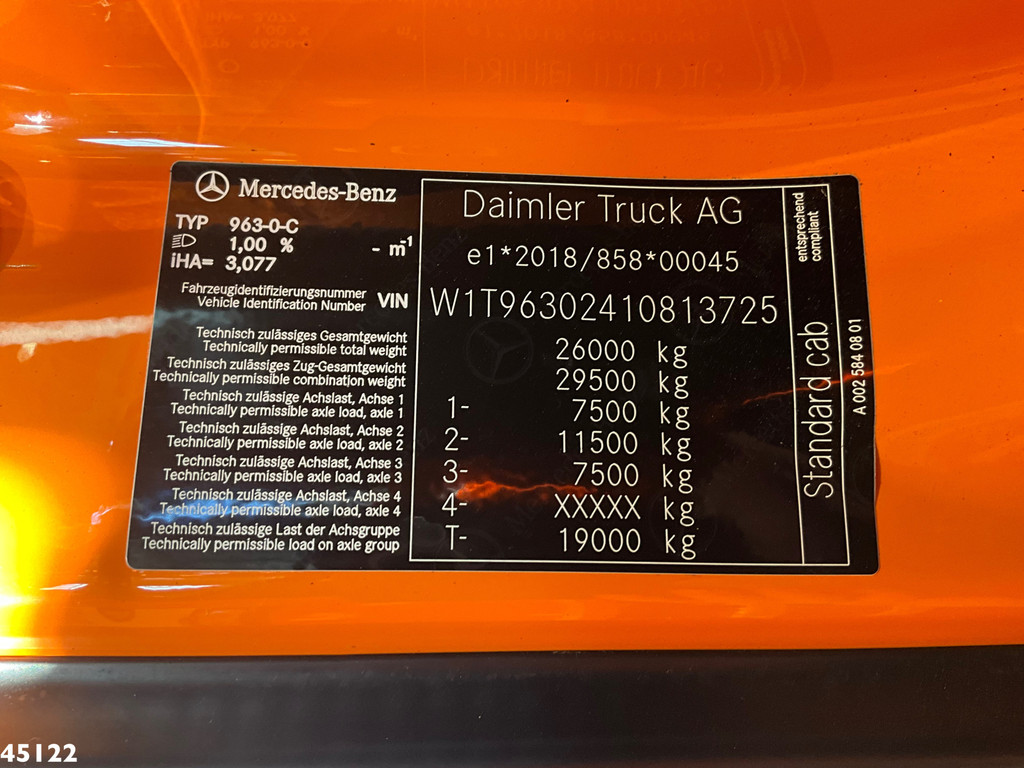 Mercedes-Benz
TYP 963-0-C
1,00 % - m⁻¹
iHA= 3,077
Daimler Truck AG
e1*2018/858*00045
Fahrzeugidentifizierungsnummer
Vehicle Identification Number VIN
W1T96302410813725
Technisch zulässiges Gesamtgewicht
Technically permissible total weight
26000 kg
Technisch zulässiges Zug-Gesamtgewicht
Technically permissible combination weight
29500 kg
Technisch zulässige Achslast, Achse 1
Technically permissible axle load, axle 1
1- 7500 kg
Technisch zulässige Achslast, Achse 2
Technically permissible axle load, axle 2
2- 11500 kg
Technisch zulässige Achslast, Achse 3
Technically permissible axle load, axle 3
3- 7500 kg
Technisch zulässige Achslast, Achse 4
Technically permissible axle load, axle 4
4- XXXXX kg
Technisch zulässige Last der Achsgruppe
Technically permissible load on axle group
T- 19000 kg
entsprechend
compliant
Standard cab
A 002 584 08 01
45122